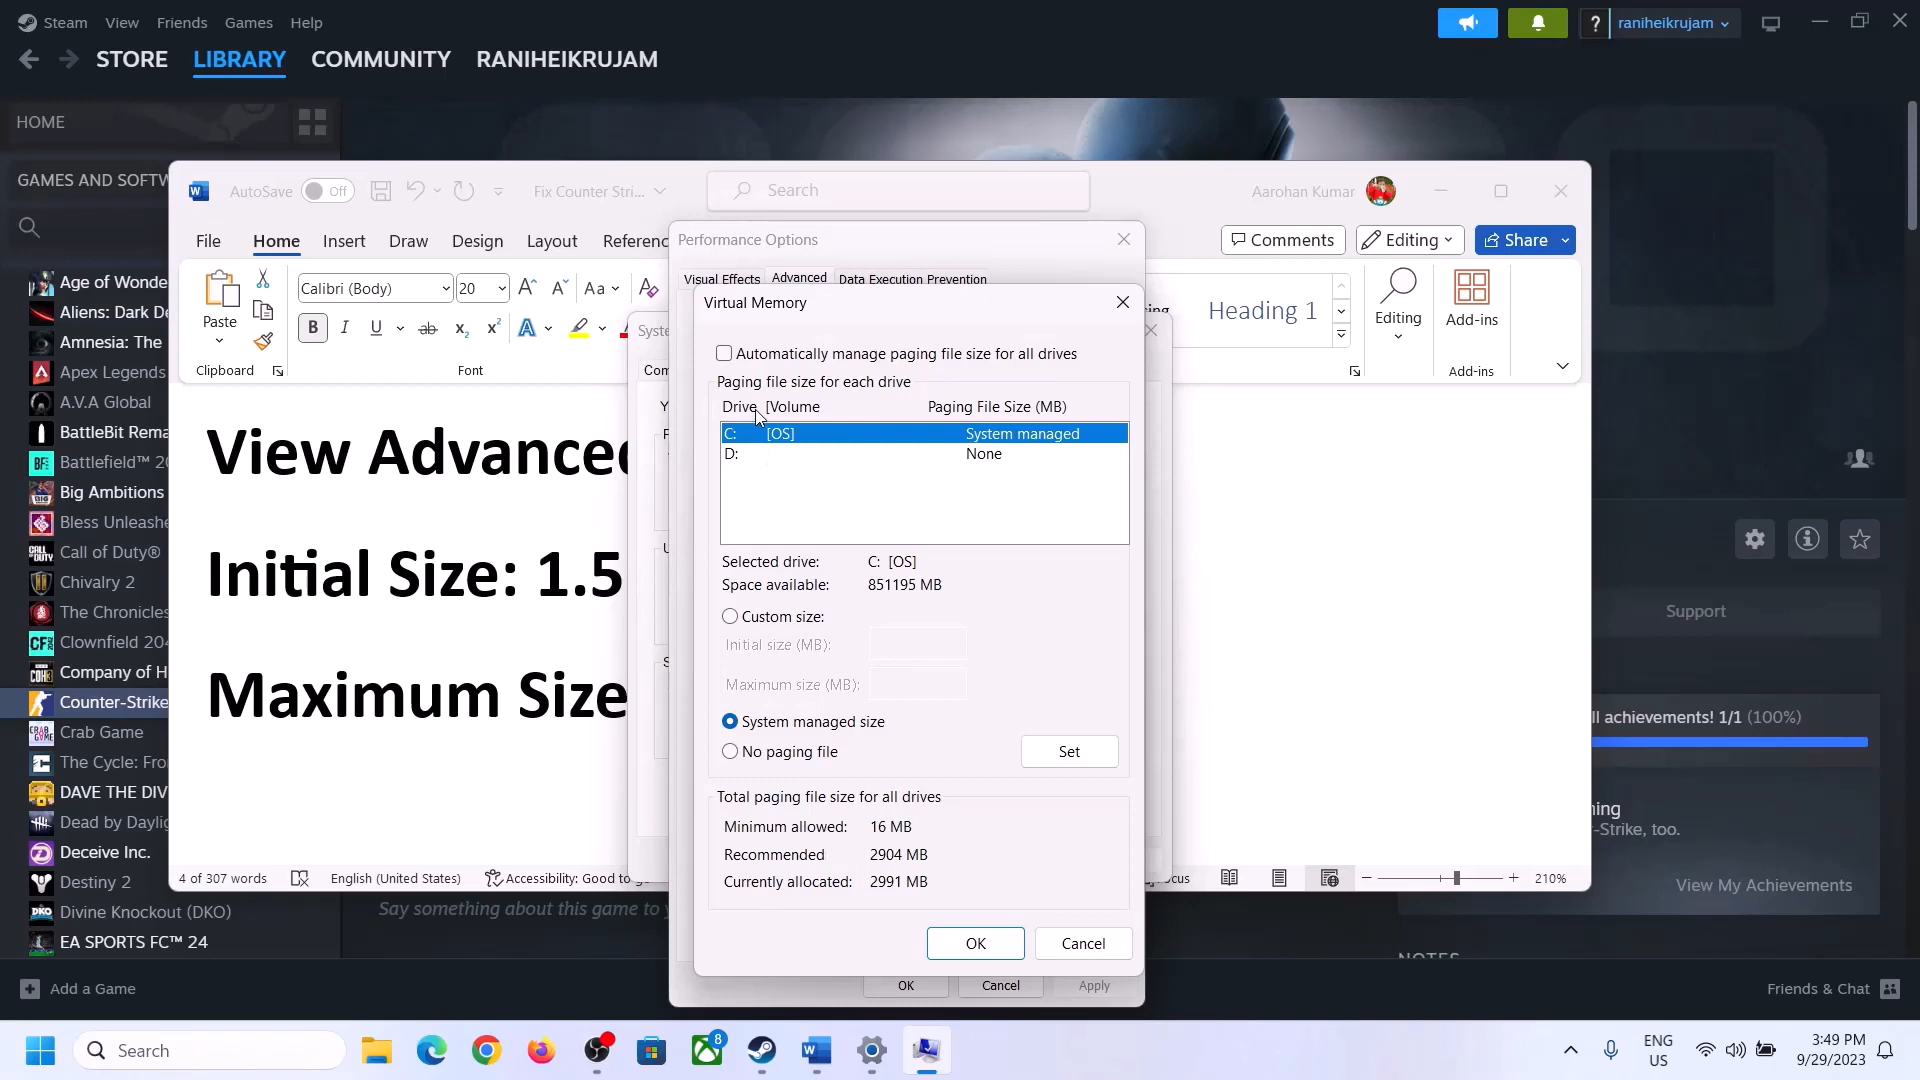 Steam View Friends Games Help
raniheikrujam
STORE LIBRARY COMMUNITY RANIHEIKRUJAM
HOME
GAMES AND SOFTW
Age of Wonde
Aliens: Dark De
Amnesia: The
Apex Legends
A.V.A Global
BattleBit Rema
Battlefield™ 20
Big Ambitions
Bless Unleashe
Call of Duty®
Chivalry 2
The Chronicles
Clownfield 204
Company of H
Counter-Strike
Crab Game
The Cycle: Fro
DAVE THE DIV
Dead by Daylig
Deceive Inc.
Destiny 2
Divine Knockout (DKO)
EA SPORTS FC™ 24
Add a Game
AutoSave Off Fix Counter Stri... Search Aarohan Kumar
File Home Insert Draw Design Layout Referenc
Comments Editing Share
Paste
Calibri (Body) 20
Heading 1
Editing
Add-ins
Clipboard Font Add-ins
View Advanced
Initial Size: 1.5
Maximum Size
4 of 307 words English (United States) Accessibility: Good to g
210%
Performance Options
Visual Effects Advanced Data Execution Prevention
Virtual Memory
Automatically manage paging file size for all drives
Paging file size for each drive
Drive [Volume Paging File Size (MB)
C: [OS] System managed
D: None
Selected drive: C: [OS]
Space available: 851195 MB
Custom size:
Initial size (MB):
Maximum size (MB):
System managed size
No paging file
Set
Total paging file size for all drives
Minimum allowed: 16 MB
Recommended 2904 MB
Currently allocated: 2991 MB
OK Cancel
OK Cancel Apply
Support
ll achievements! 1/1 (100%)
ning
-Strike, too.
View My Achievements
Say something about this game to y
Friends & Chat
Search
8
ENG
US
3:49 PM
9/29/2023